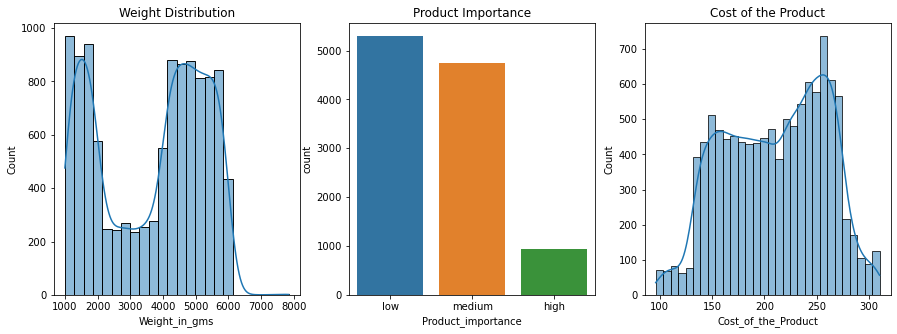 Weight Distribution
Count
1000
800
600
400
200
0
1000 2000 3000 4000 5000 6000 7000 8000
Weight_in_gms
Product Importance
count
5000
4000
3000
2000
1000
0
low medium high
Product_importance
Cost of the Product
Count
700
600
500
400
300
200
100
0
100 150 200 250 300
Cost_of_the_Product